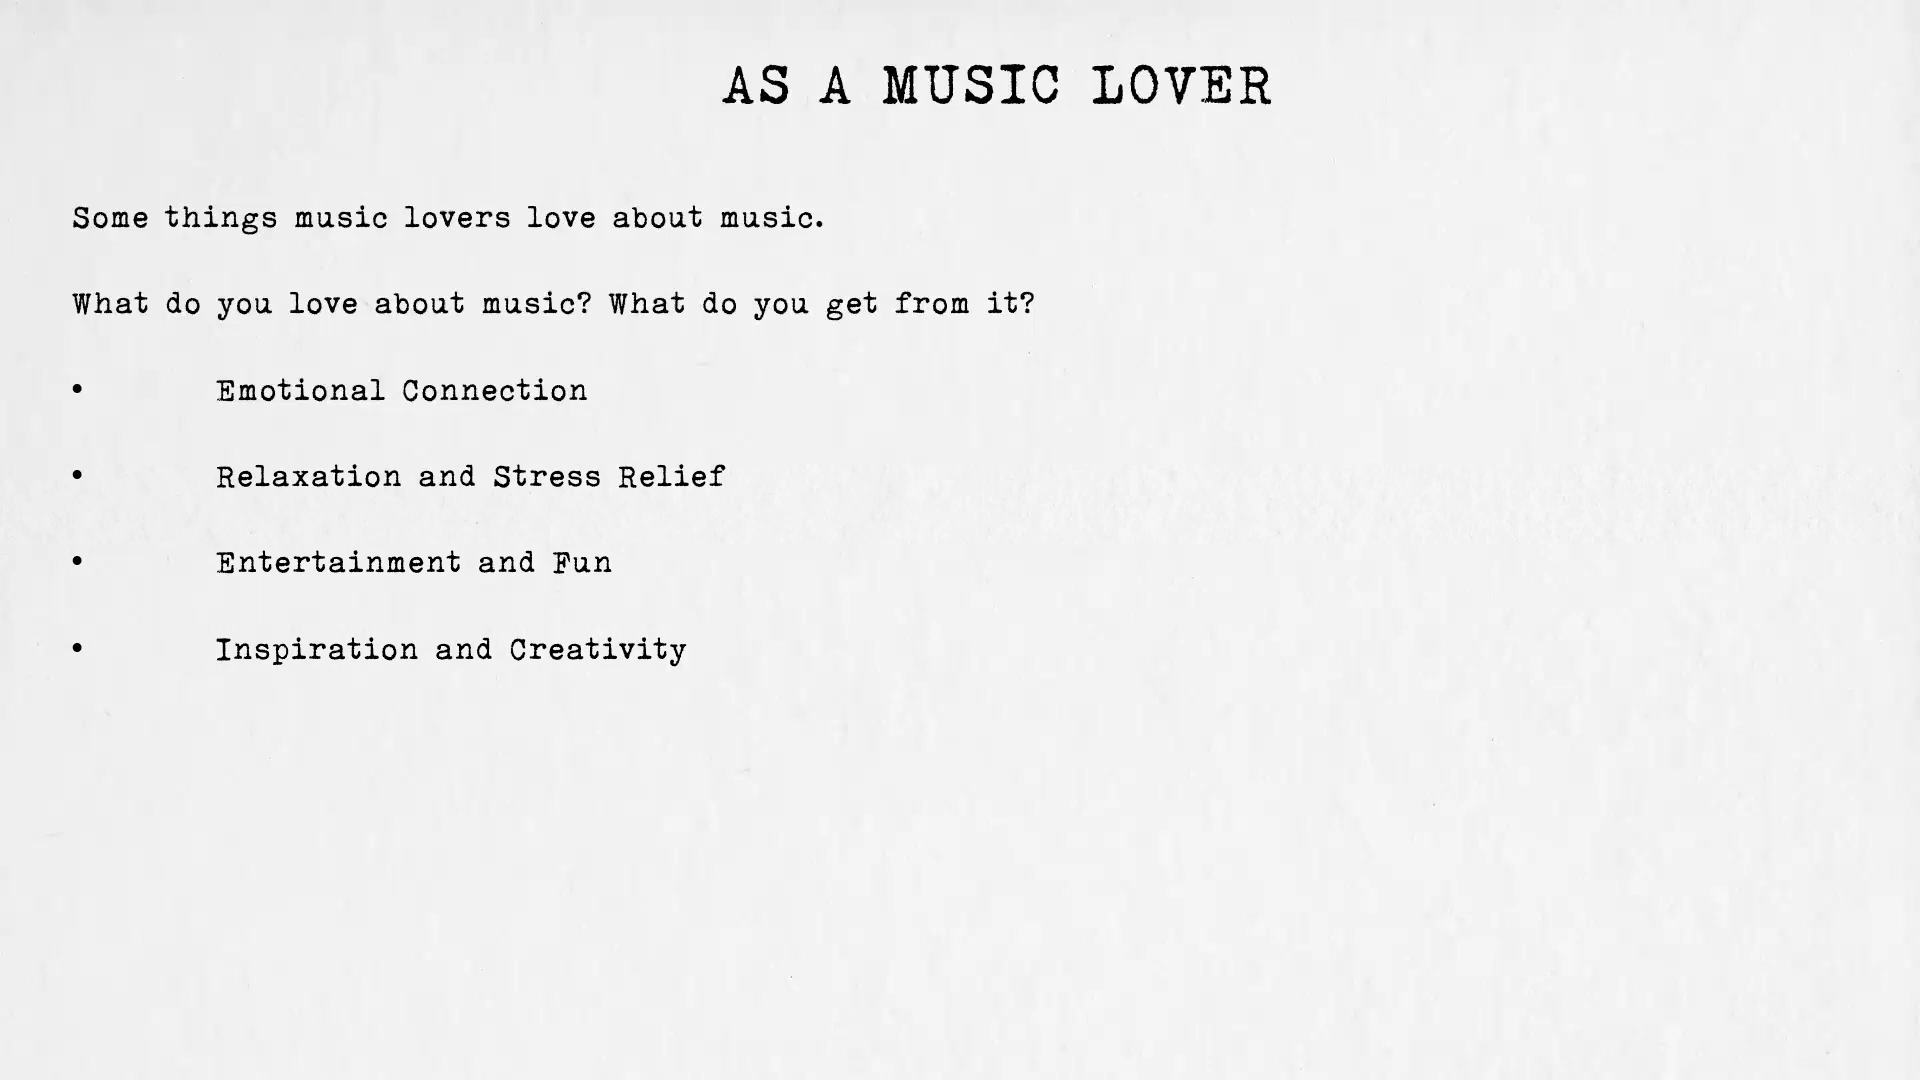 AS A MUSIC LOVER
Some things music lovers love about music.
What do you love about music? What do you get from it?
• Emotional Connection
• Relaxation and Stress Relief
• Entertainment and Fun
• Inspiration and Creativity